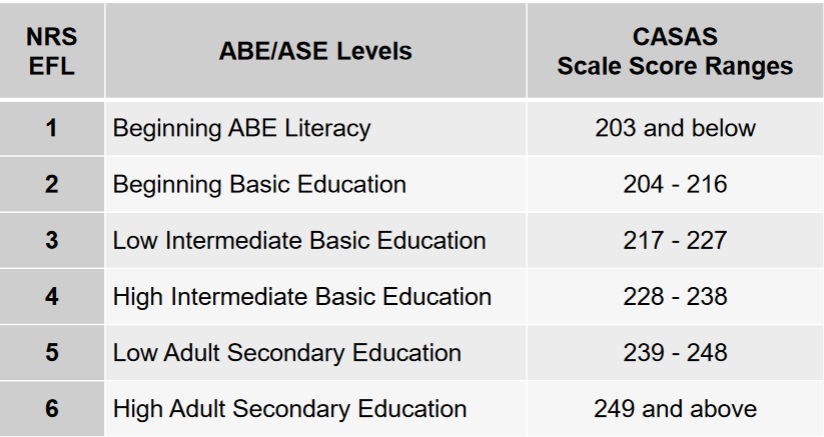 NRS EFL ABE/ASE Levels CASAS Scale Score Ranges
1 Beginning ABE Literacy 203 and below
2 Beginning Basic Education 204 - 216
3 Low Intermediate Basic Education 217 - 227
4 High Intermediate Basic Education 228 - 238
5 Low Adult Secondary Education 239 - 248
6 High Adult Secondary Education 249 and above